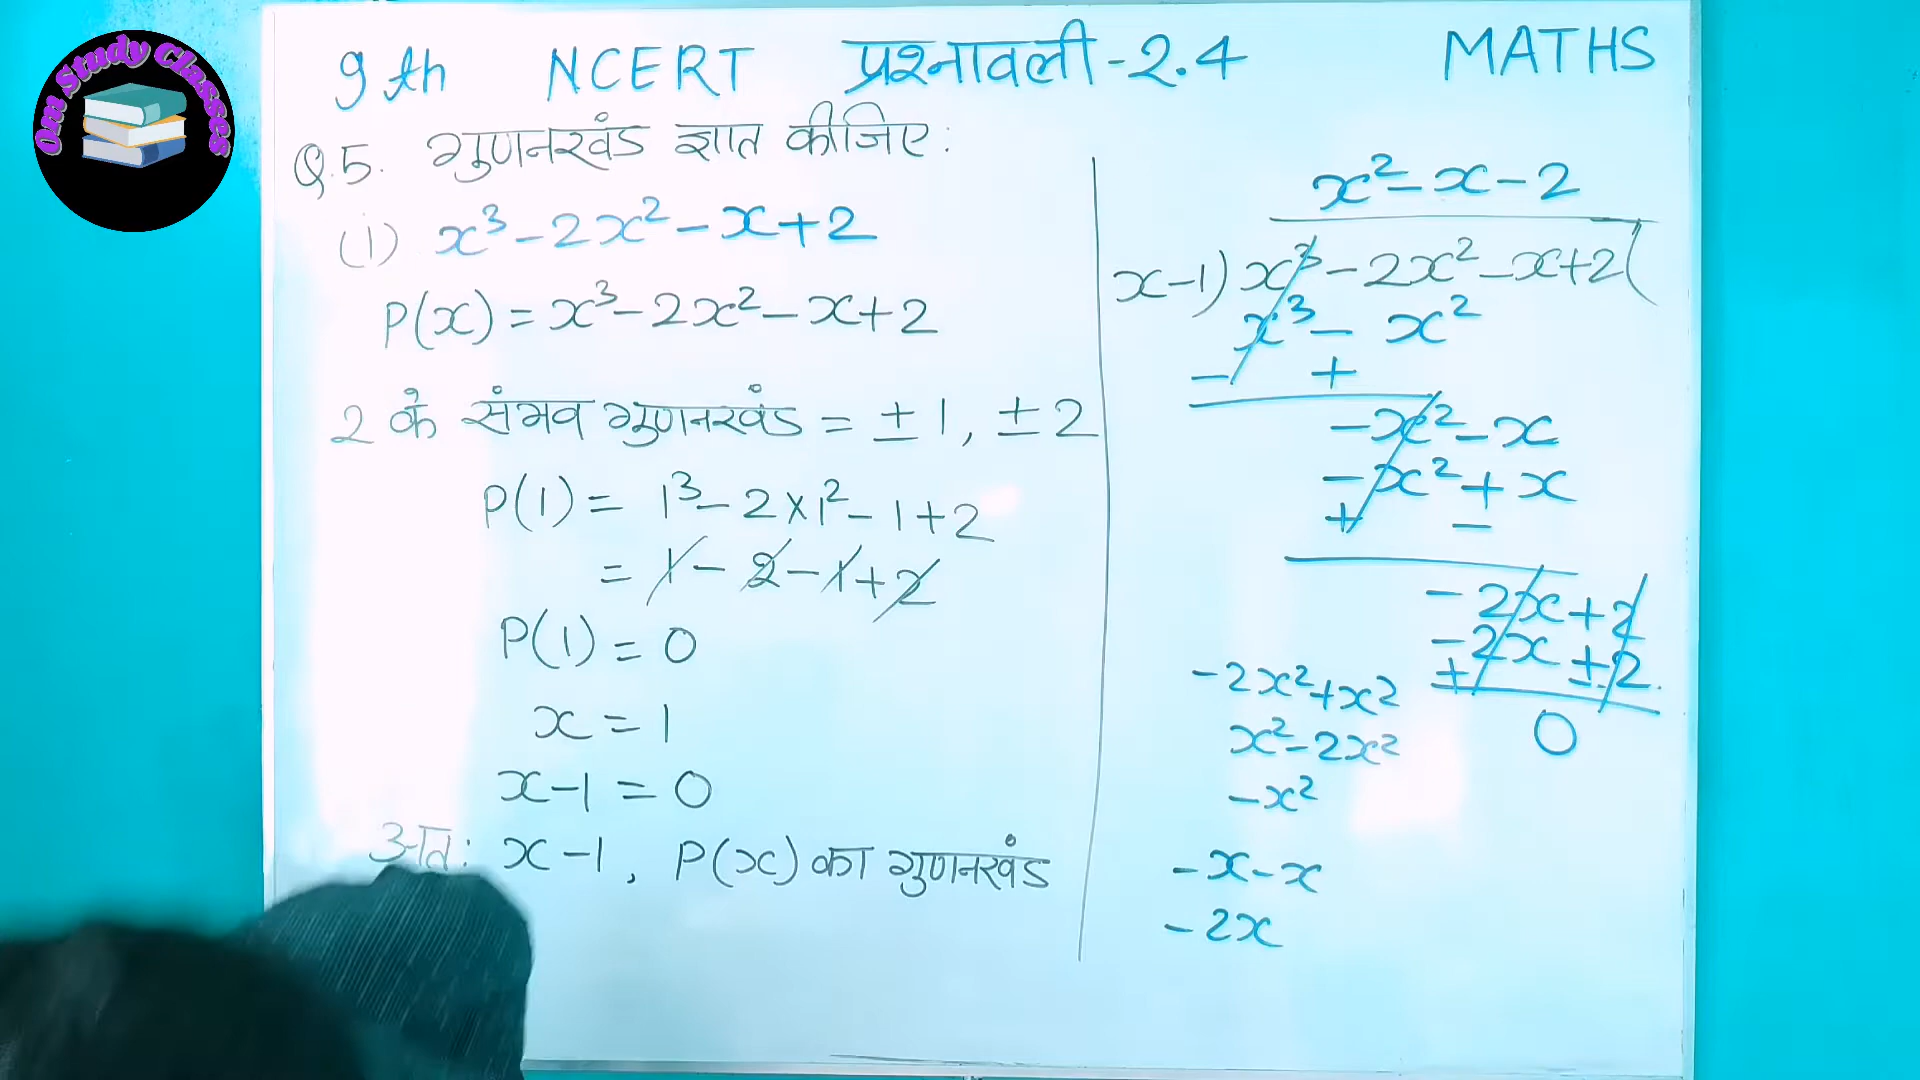 Om Study Classes
9th NCERT प्रश्नावली-2.4 MATHS
Q.5. गुणनखंड ज्ञात कीजिए:
(i) x³-2x²-x+2
P(x) = x³-2x²-x+2
2 के संभव गुणनखंड = ±1, ±2
P(1) = 1³-2×1²-1+2
= 1-2-1+2
P(1) = 0
x = 1
x-1 = 0
अत: x-1, P(x) का गुणनखंड
x²-x-2
x-1) x³-2x²-x+2(
x³- x²
- +
-x²-x
-x²+x
+ -
-2x+2
-2x+2
+ -
0
-2x²+x²
x²-2x²
-x²
-x-x
-2x